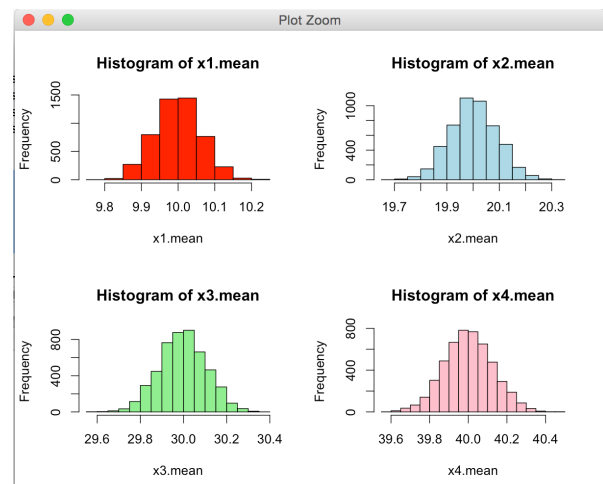 Plot Zoom
Histogram of x1.mean
Frequency
0 500 1500
9.8 9.9 10.0 10.1 10.2
x1.mean
Histogram of x2.mean
Frequency
0 400 1000
19.7 19.9 20.1 20.3
x2.mean
Histogram of x3.mean
Frequency
0 400 800
29.6 29.8 30.0 30.2 30.4
x3.mean
Histogram of x4.mean
Frequency
0 400 800
39.6 39.8 40.0 40.2 40.4
x4.mean